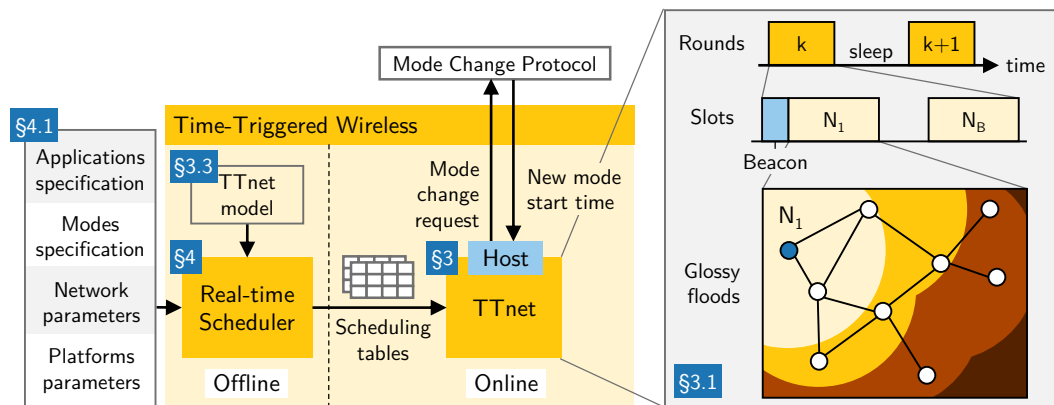 §4.1
Applications
specification
Modes
specification
Network
parameters
Platforms
parameters
Mode Change Protocol
Time-Triggered Wireless
§3.3
TTnet
model
§4
Real-time
Scheduler
Offline
Scheduling
tables
Mode
change
request
New mode
start time
§3
Host
TTnet
Online
Rounds
k
sleep
k+1
time
Slots
N1
NB
Beacon
Glossy
floods
N1
§3.1